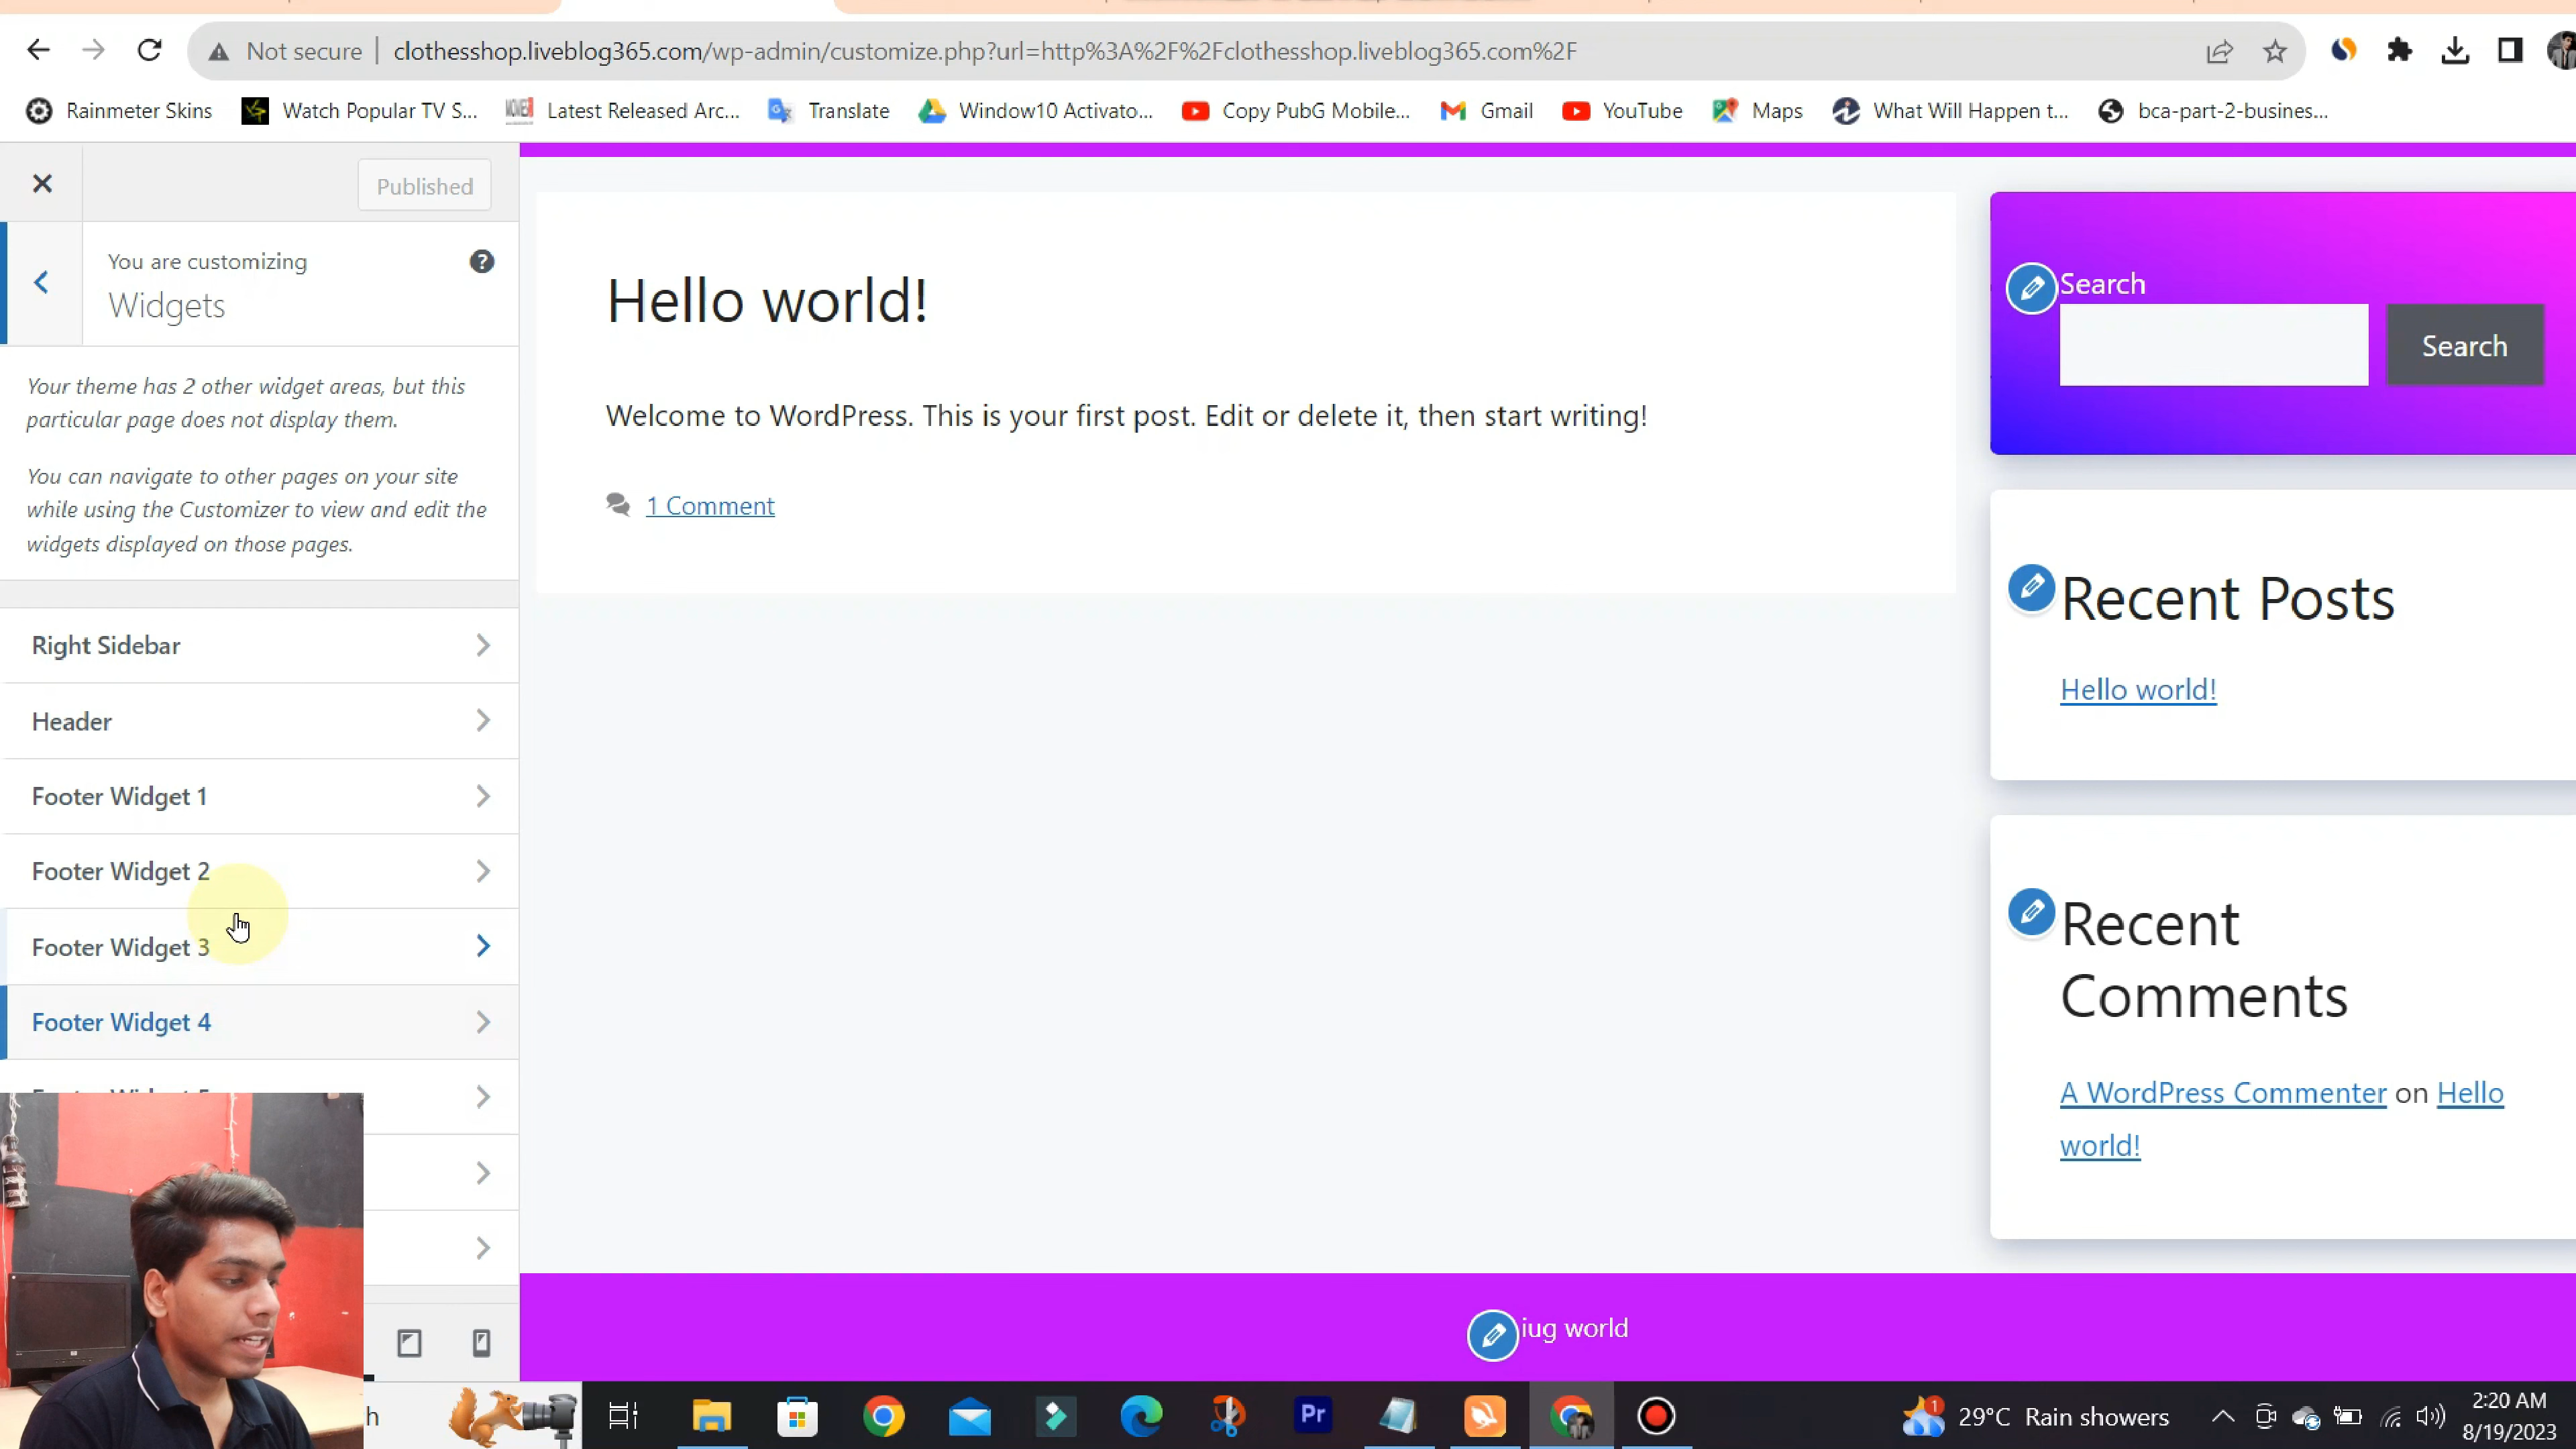 Not secure
clothesshop.liveblog365.com/wp-admin/customize.php?url=http%3A%2F%2Fclothesshop.liveblog365.com%2F
Rainmeter Skins
Watch Popular TV S...
Latest Released Arc...
Translate
Window10 Activato...
Copy PubG Mobile...
Gmail
YouTube
Maps
What Will Happen t...
bca-part-2-busines...
Published
You are customizing
Widgets
Your theme has 2 other widget areas, but this
particular page does not display them.
You can navigate to other pages on your site
while using the Customizer to view and edit the
widgets displayed on those pages.
Right Sidebar
Header
Footer Widget 1
Footer Widget 2
Footer Widget 3
Footer Widget 4
Hello world!
Welcome to WordPress. This is your first post. Edit or delete it, then start writing!
1 Comment
Search
Search
Recent Posts
Hello world!
Recent
Comments
A WordPress Commenter on Hello
world!
iug world
h
Pr
1
29°C Rain showers
2:20 AM
8/19/2023